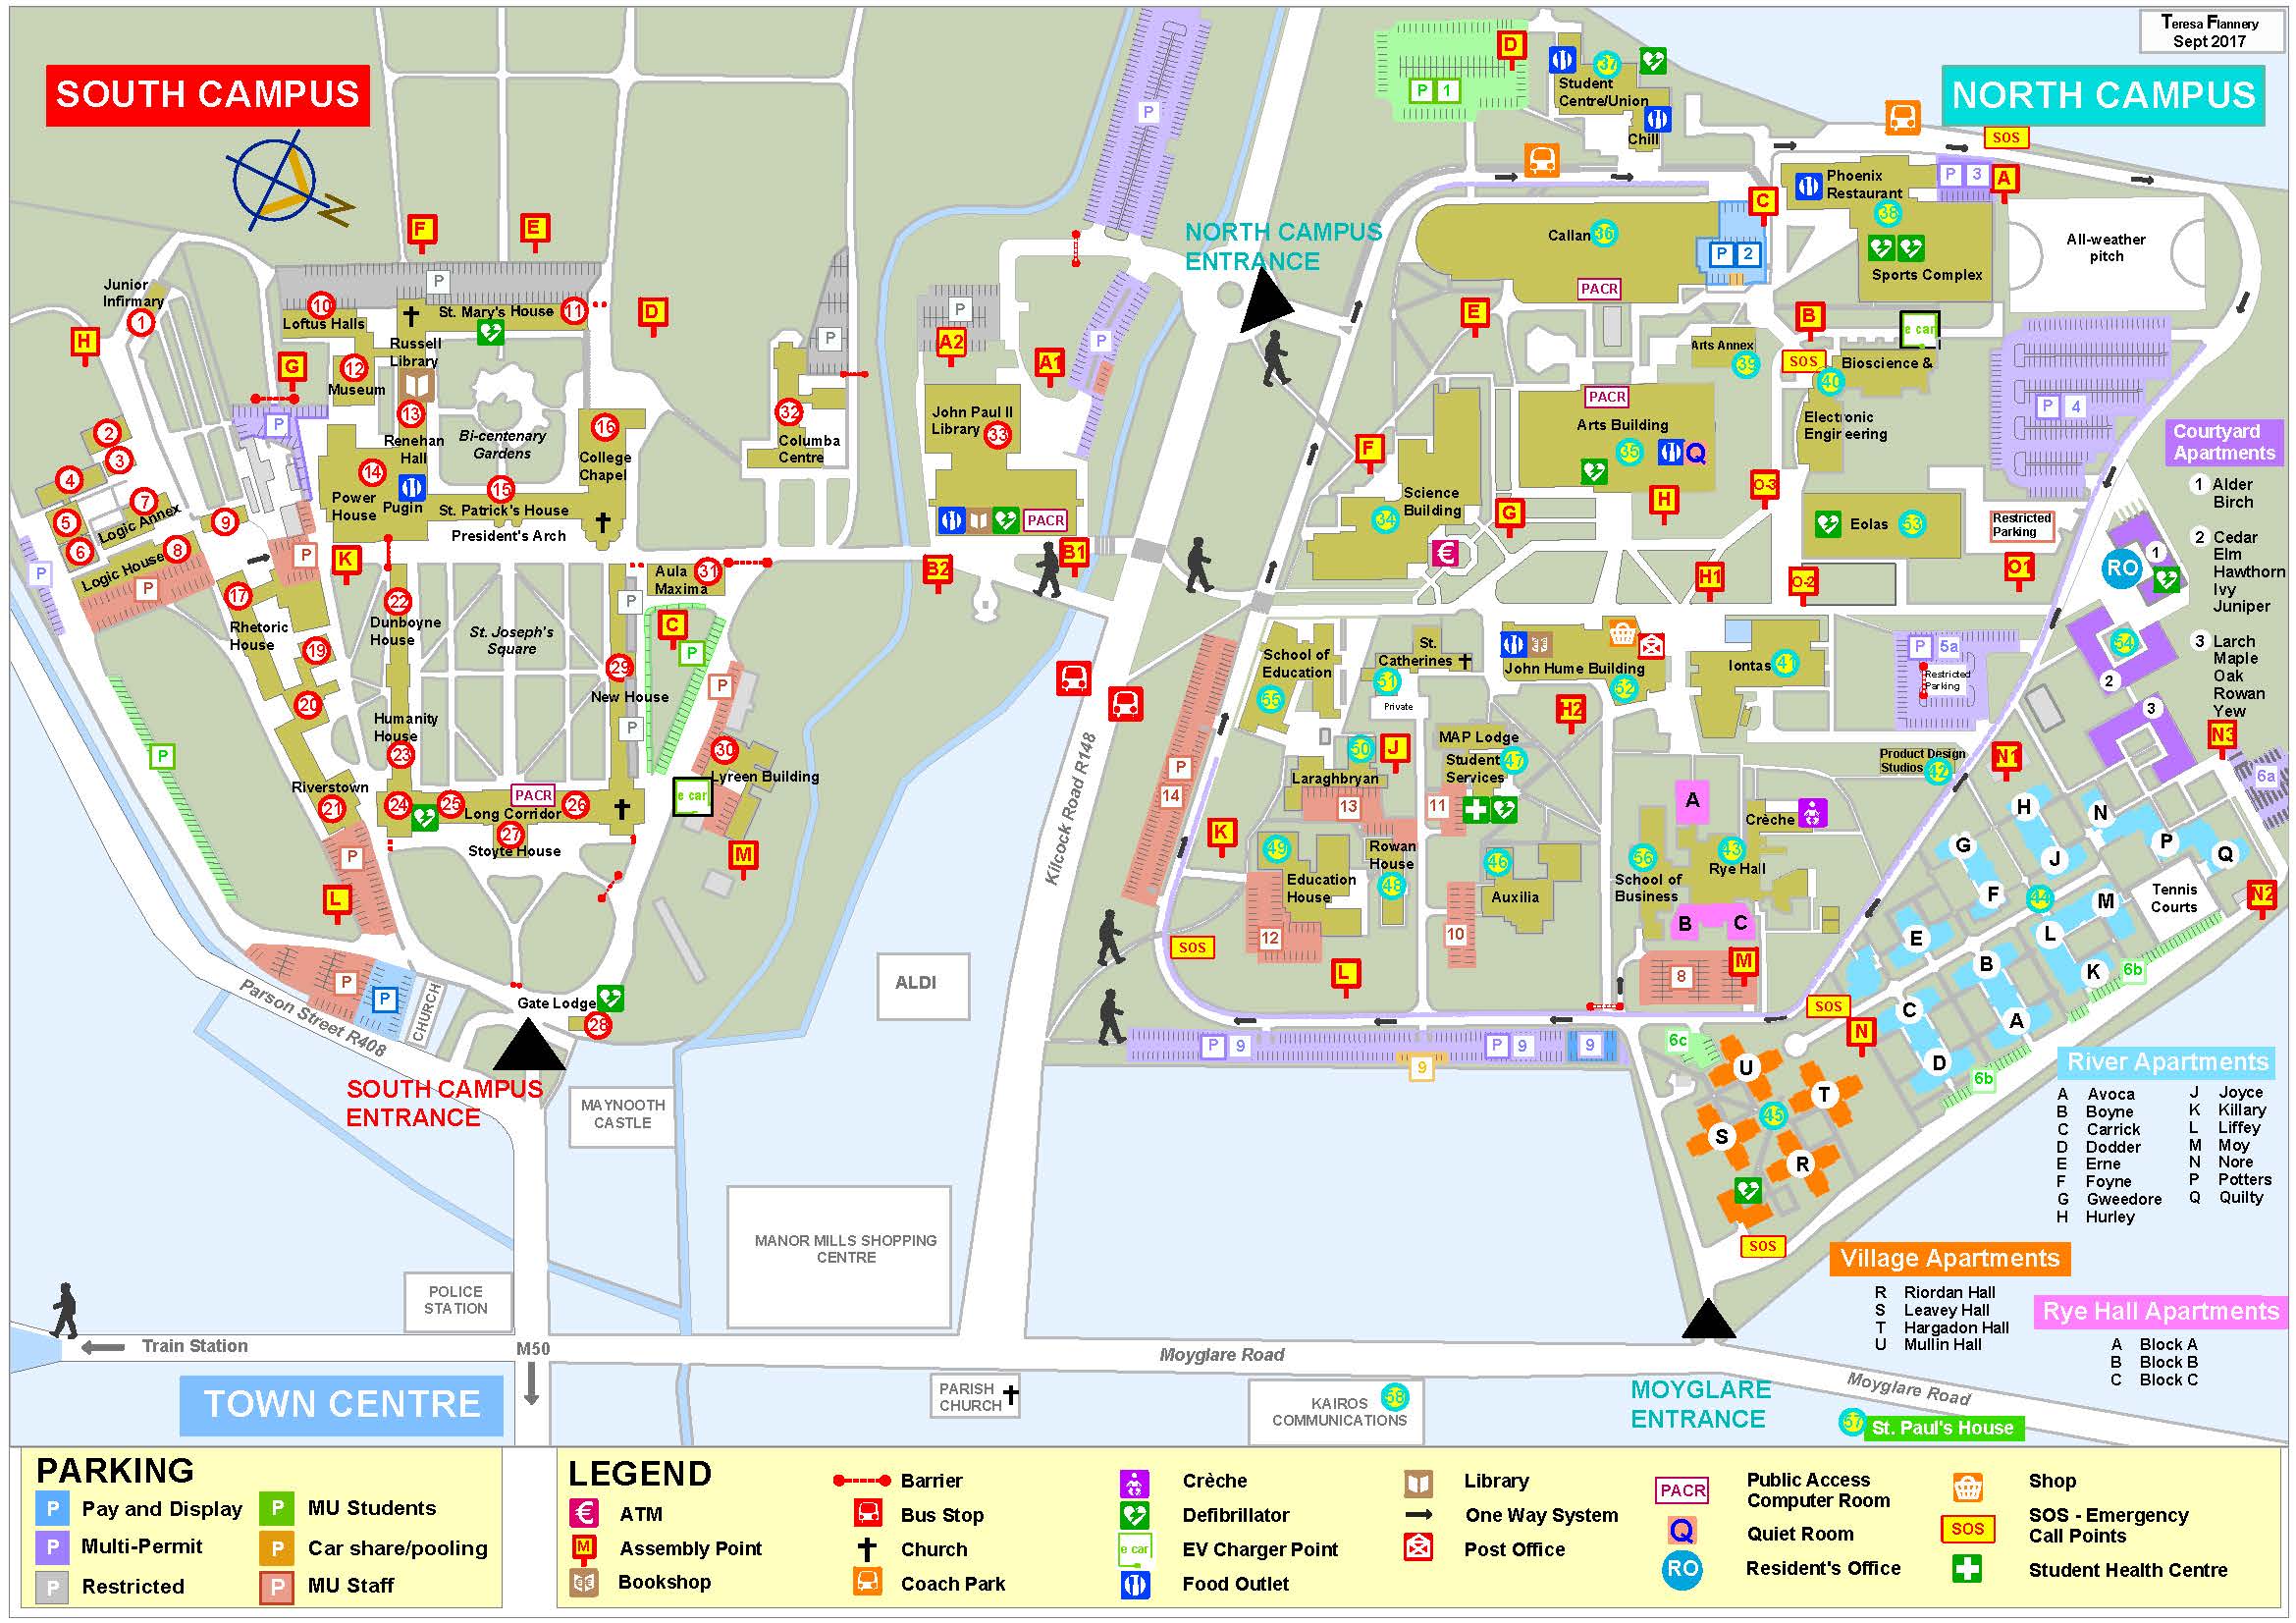 Teresa Flannery
Sept 2017
SOUTH CAMPUS
NORTH CAMPUS
Z
F
E
D
P
NORTH CAMPUS
ENTRANCE
D
P 1
37
Student
Centre/Union
Chill
SOS
Phoenix
Restaurant
38
P 3
A
Sports Complex
All-weather
pitch
C
Callan 36
P 2
PACR
E
B
e car
SOS
Arts Annex
39
40
Bioscience &
Electronic
Engineering
P 4
PACR
Arts Building
35
Q
F
Science
Building
34
G
H
O-3
€
Eolas 53
Restricted
Parking
H1
O-2
O1
Courtyard
Apartments
1 Alder
Birch
2 Cedar
Elm
Hawthorn
Ivy
Juniper
3 Larch
Maple
Oak
Rowan
Yew
RO
1
54
2
3
N3
6a
Junior
Infirmary
1
H
G
10
Loftus Halls
P
St. Mary's House 11
Russell
Library
12
Museum
13
Renehan
Hall
Bi-centenary
Gardens
16
College
Chapel
14
Power
House
Pugin
15
St. Patrick's House
President's Arch
2
3
4
5
6
7
Logic Annex
8
Logic House
9
P
P
P
P
K
17
Rhetoric
House
19
20
Riverstown
21
22
Dunboyne
House
St. Joseph's
Square
Humanity
House
23
24
25
PACR
26
Long Corridor
27
Stoyte House
29
New House
P
P
Aula
Maxima
31
C
P
P
30
Lyreen Building
e car
M
P
P
L
P
P
CHURCH
Gate Lodge
28
Parson Street R408
SOUTH CAMPUS
ENTRANCE
32
Columba
Centre
P
P
A2
A1
P
John Paul II
Library
33
PACR
B2
B1
Kilcock Road R148
ALDI
MAYNOOTH
CASTLE
MANOR MILLS SHOPPING
CENTRE
POLICE
STATION
School of
Education
55
St.
Catherines
51
Private
John Hume Building
52
H2
Iontas 41
P 5a
Restricted
Parking
Product Design
Studios 42
N1
P
14
K
50
J
Laraghbryan
13
MAP Lodge
Student
Services
47
11
49
Education
House
12
Rowan
House
48
46
Auxilia
10
L
SOS
A
56
School of
Business
43
Rye Hall
Crèche
B
C
8
M
P 9
9
P 9
9
SOS
N
6c
U
T
45
S
R
SOS
H
N
G
J
P
Q
F
44
M
E
L
B
K
C
A
D
6b
6b
Tennis
Courts
N2
River Apartments
A Avoca
B Boyne
C Carrick
D Dodder
E Erne
F Foyne
G Gweedore
H Hurley
J Joyce
K Killary
L Liffey
M Moy
N Nore
P Potters
Q Quilty
Village Apartments
R Riordan Hall
S Leavey Hall
T Hargadon Hall
U Mullin Hall
Rye Hall Apartments
A Block A
B Block B
C Block C
Train Station
M50
Moyglare Road
Moyglare Road
TOWN CENTRE
PARISH
CHURCH
KAIROS
COMMUNICATIONS
58
MOYGLARE
ENTRANCE
57 St. Paul's House
PARKING
P Pay and Display
P Multi-Permit
P Restricted
P MU Students
P Car share/pooling
P MU Staff
LEGEND
€ ATM
M Assembly Point
Bookshop
Barrier
Bus Stop
Church
Coach Park
Crèche
Defibrillator
e car EV Charger Point
Food Outlet
Library
One Way System
Post Office
PACR Public Access
Computer Room
Q Quiet Room
RO Resident's Office
Shop
SOS SOS - Emergency
Call Points
Student Health Centre